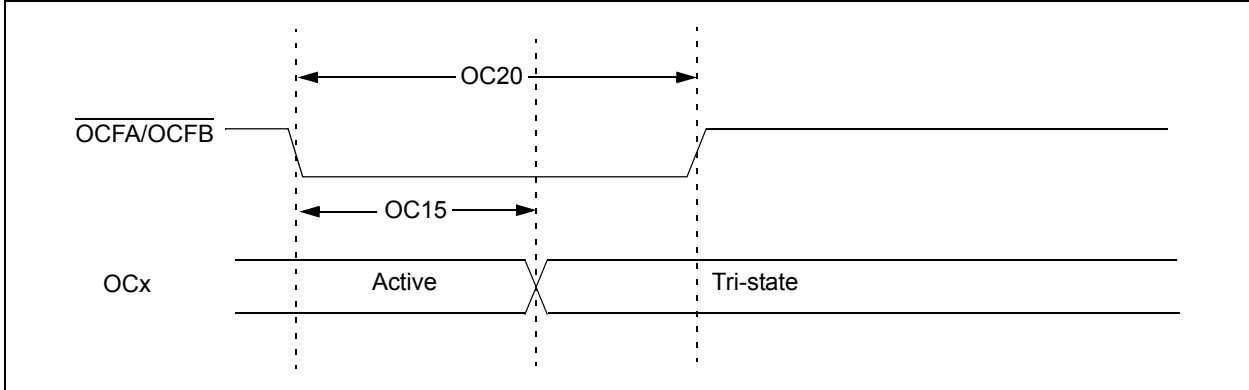 OC20
OCFA/OCFB
OC15
OCx
Active
Tri-state